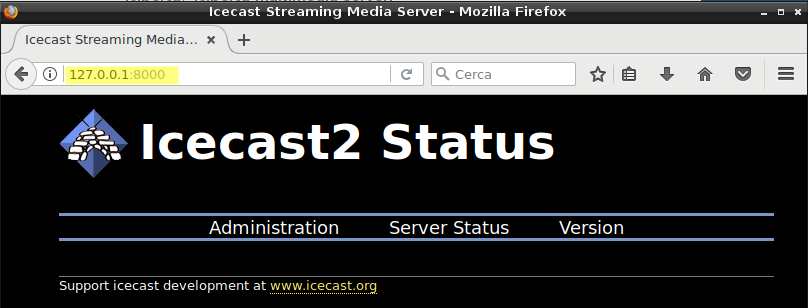 Icecast Streaming Media Server - Mozilla Firefox
Icecast Streaming Media...
127.0.0.1:8000
Cerca
Icecast2 Status
Administration Server Status Version
Support icecast development at www.icecast.org